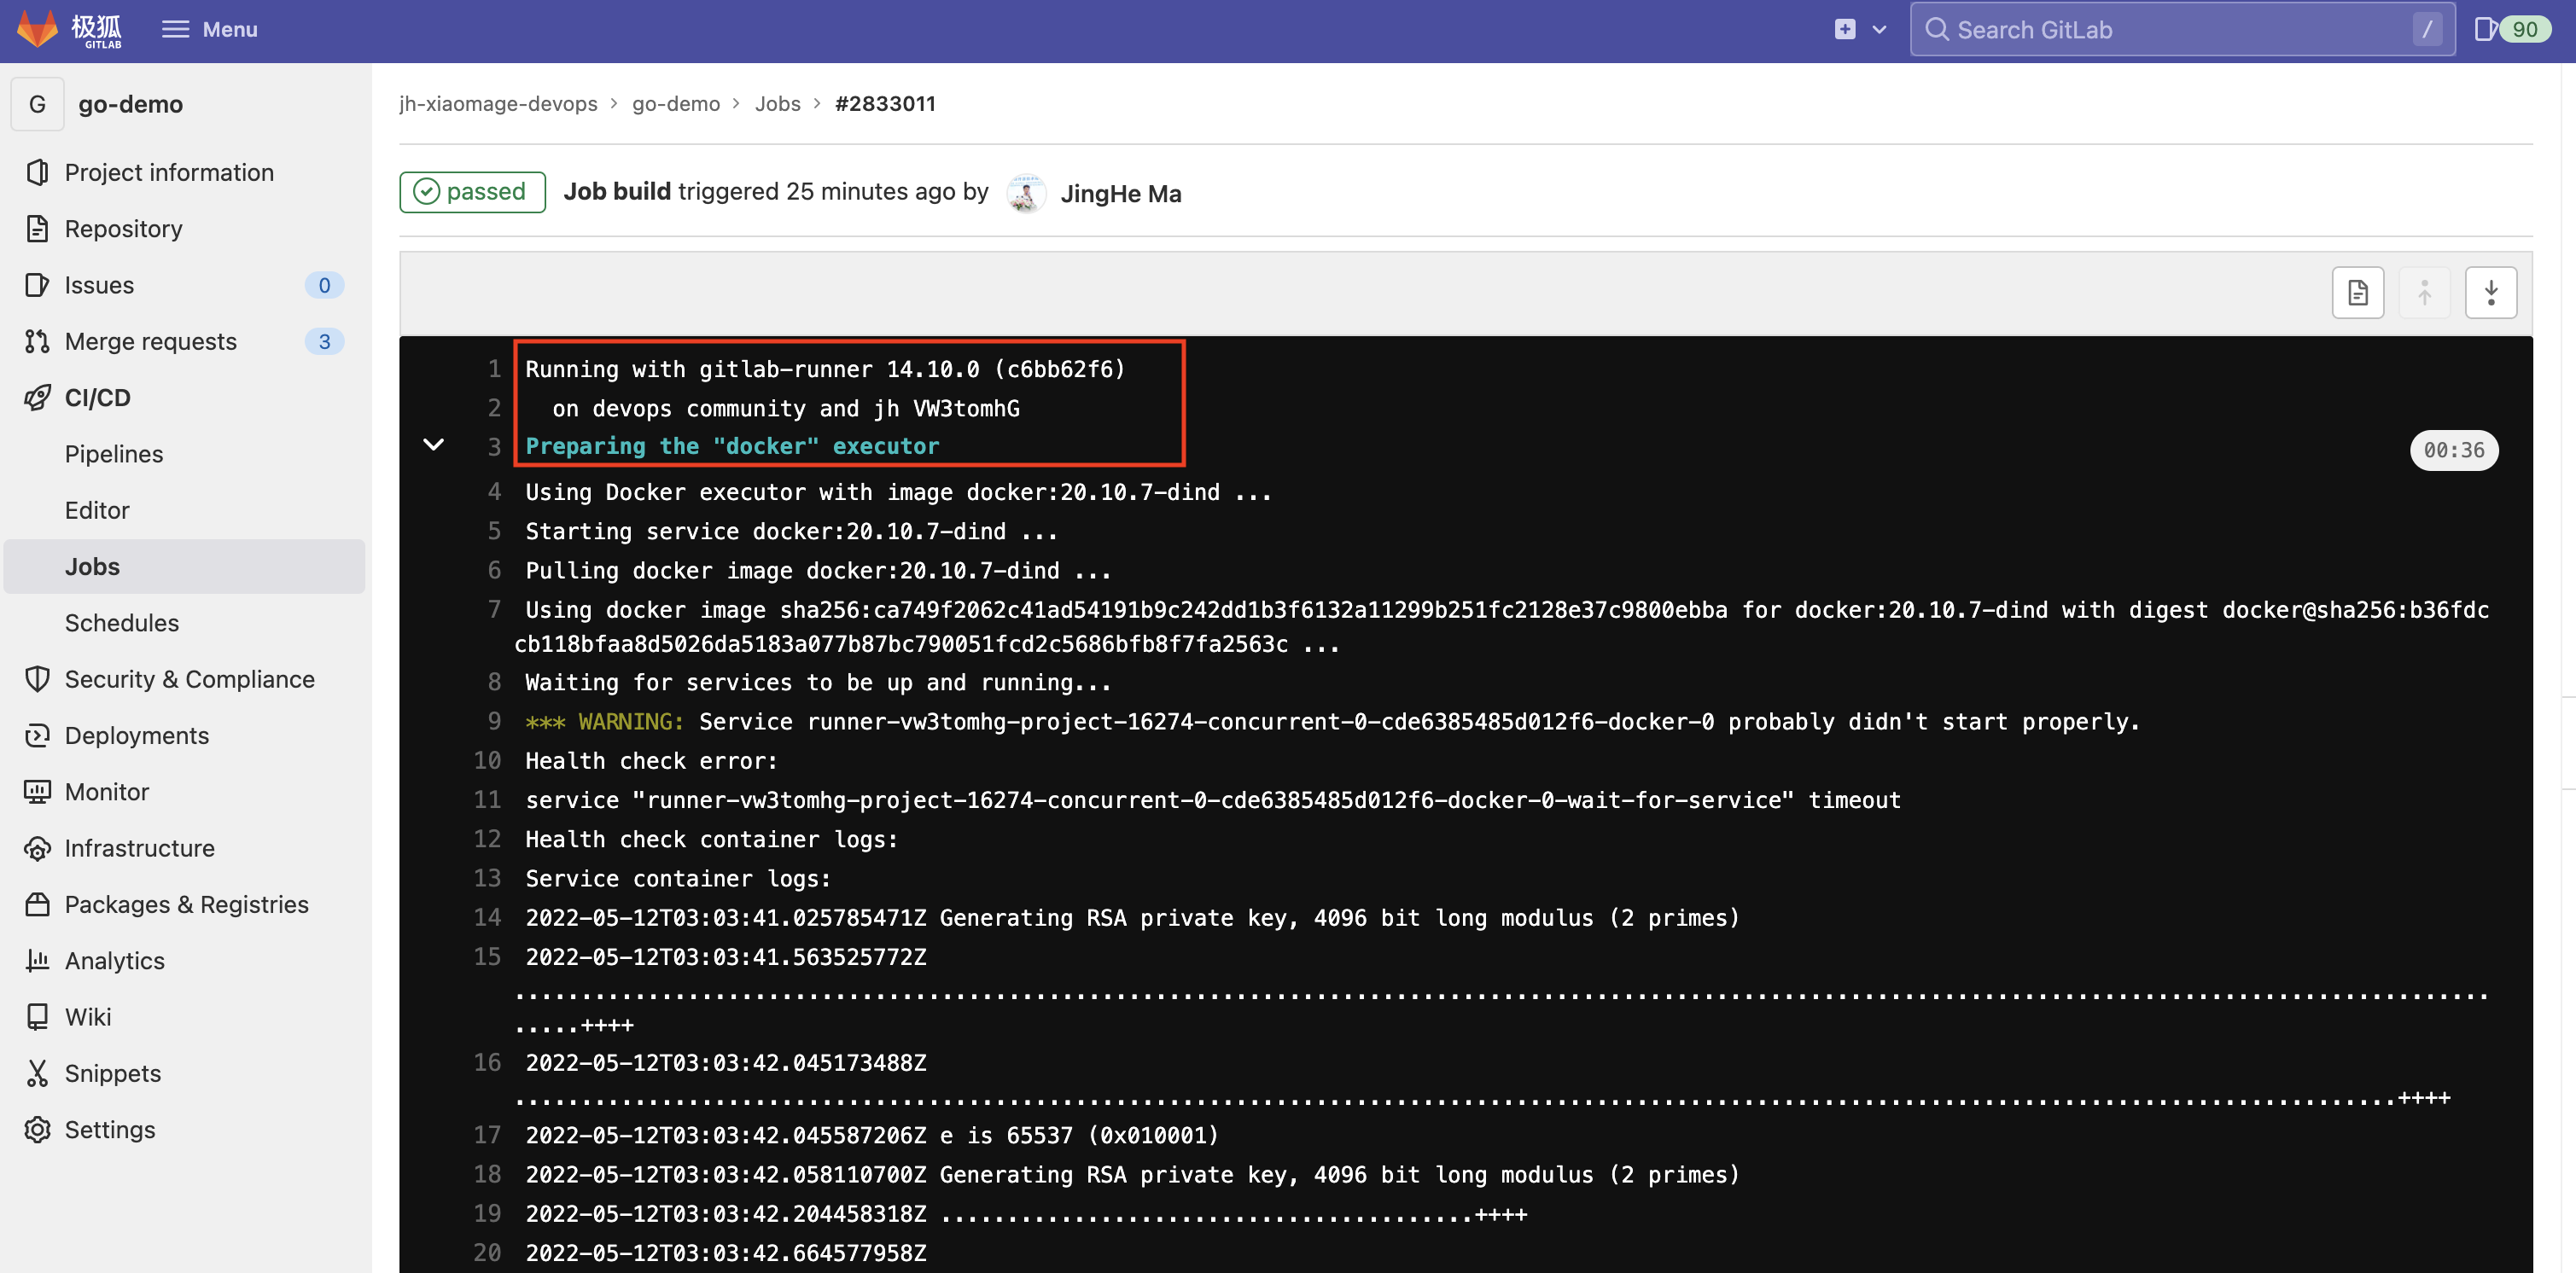 极狐
GITLAB
Menu
Search GitLab
/
90
G
go-demo
Project information
Repository
Issues
0
Merge requests
3
CI/CD
Pipelines
Editor
Jobs
Schedules
Security & Compliance
Deployments
Monitor
Infrastructure
Packages & Registries
Analytics
Wiki
Snippets
Settings
jh-xiaomage-devops > go-demo > Jobs > #2833011
passed Job build triggered 25 minutes ago by JingHe Ma
1 Running with gitlab-runner 14.10.0 (c6bb62f6)
2 on devops community and jh VW3tomhG
3 Preparing the "docker" executor
00:36
4 Using Docker executor with image docker:20.10.7-dind ...
5 Starting service docker:20.10.7-dind ...
6 Pulling docker image docker:20.10.7-dind ...
7 Using docker image sha256:ca749f2062c41ad54191b9c242dd1b3f6132a11299b251fc2128e37c9800ebba for docker:20.10.7-dind with digest docker@sha256:b36fdc
cb118bfaa8d5026da5183a077b87bc790051fcd2c5686bfb8f7fa2563c ...
8 Waiting for services to be up and running...
9 *** WARNING: Service runner-vw3tomhg-project-16274-concurrent-0-cde6385485d012f6-docker-0 probably didn't start properly.
10 Health check error:
11 service "runner-vw3tomhg-project-16274-concurrent-0-cde6385485d012f6-docker-0-wait-for-service" timeout
12 Health check container logs:
13 Service container logs:
14 2022-05-12T03:03:41.025785471Z Generating RSA private key, 4096 bit long modulus (2 primes)
15 2022-05-12T03:03:41.563525772Z
....................................................................................................................................................
.....++++
16 2022-05-12T03:03:42.045173488Z
.............................................................................................................................................++++
17 2022-05-12T03:03:42.045587206Z e is 65537 (0x010001)
18 2022-05-12T03:03:42.058110700Z Generating RSA private key, 4096 bit long modulus (2 primes)
19 2022-05-12T03:03:42.204458318Z ........................................++++
20 2022-05-12T03:03:42.664577958Z